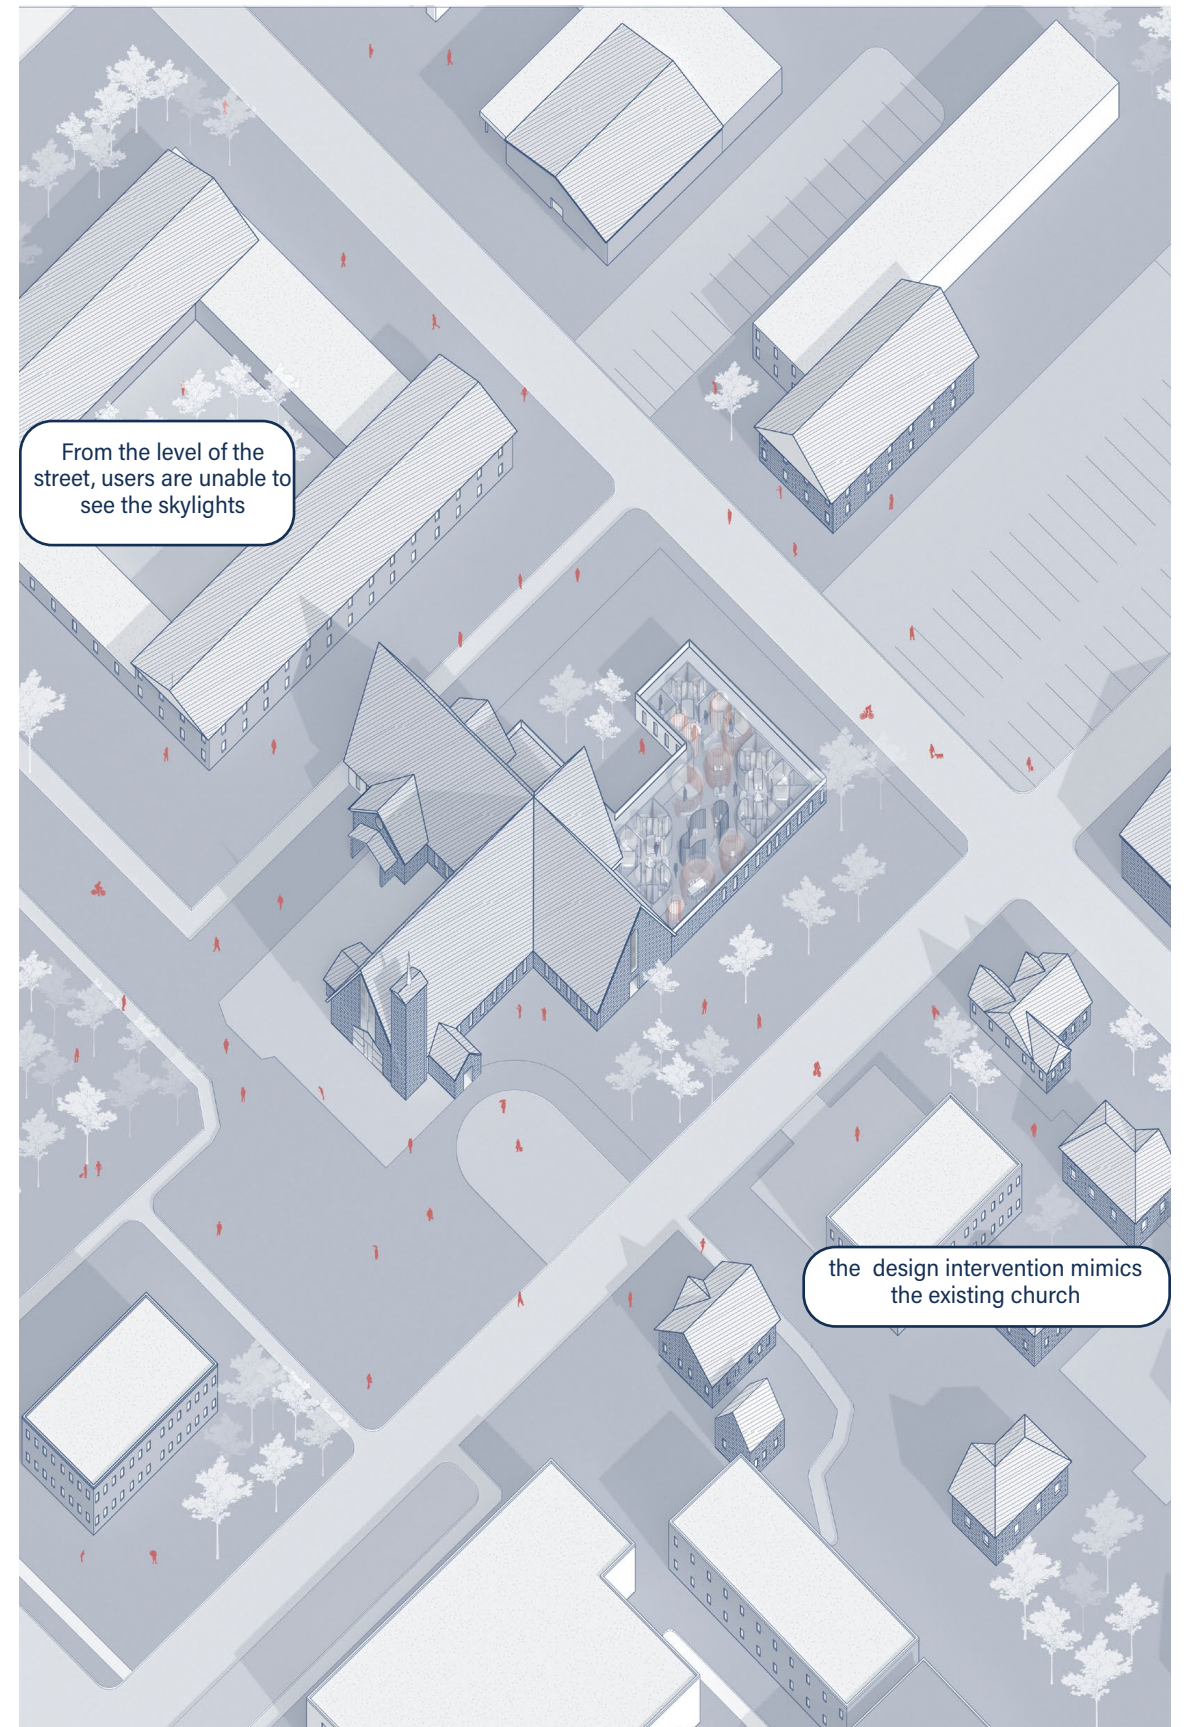 From the level of the
street, users are unable to
see the skylights
the  design intervention mimics
the existing church